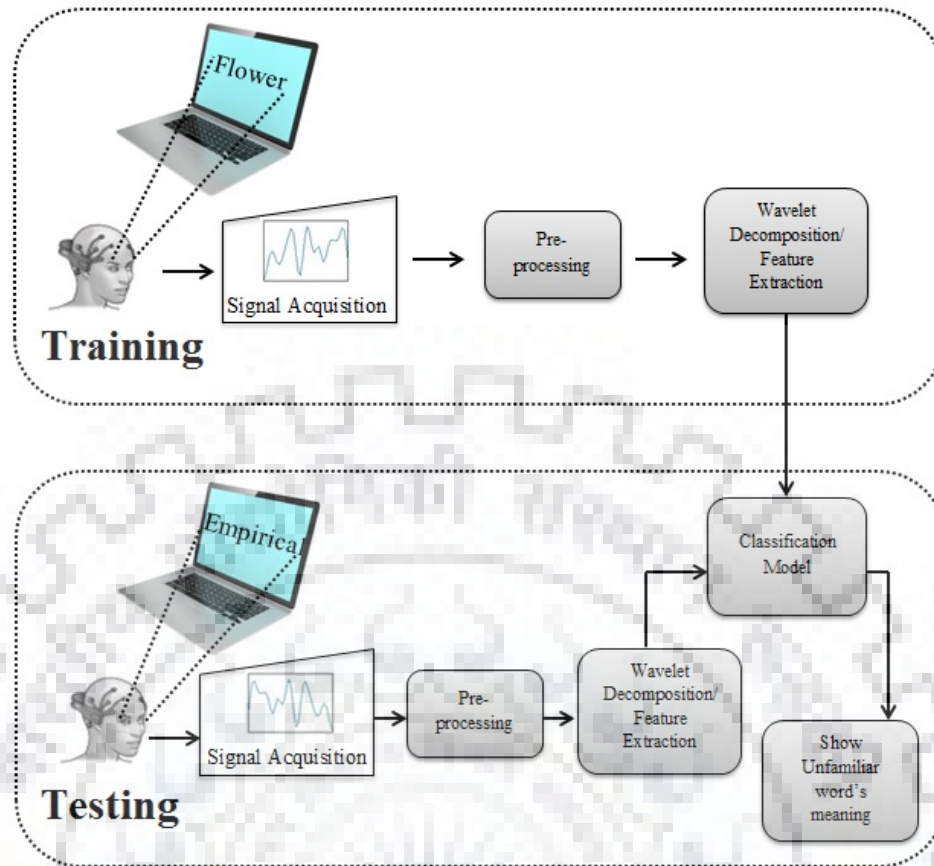 Flower
Signal Acquisition
Pre-
processing
Wavelet
Decomposition/
Feature
Extraction
Training
Empirical
Signal Acquisition
Pre-
processing
Wavelet
Decomposition/
Feature
Extraction
Classification
Model
Show
Unfamiliar
word's
meaning
Testing